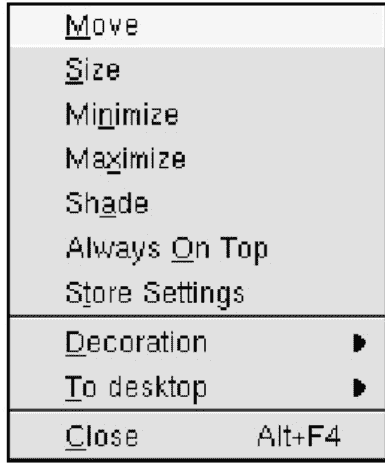 Move
Size
Minimize
Maximize
Shade
Always On Top
Store Settings
Decoration
To desktop
Close Alt+F4